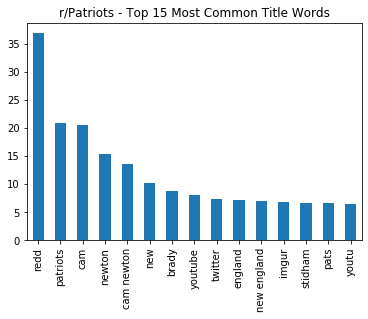 r/Patriots - Top 15 Most Common Title Words
35
30
25
20
15
10
5
0
redd
patriots
cam
newton
cam newton
new
brady
youtube
twitter
england
new england
imgur
stidham
pats
youtu